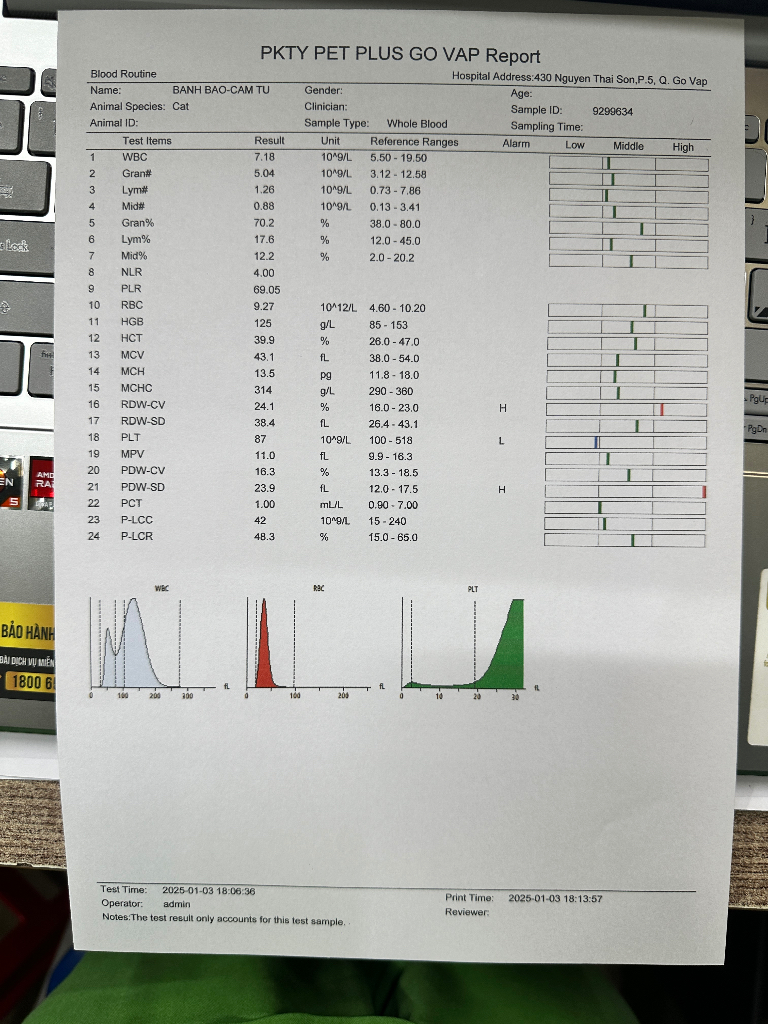 PKTY PET PLUS GO VAP Report
Blood Routine Hospital Address:430 Nguyen Thai Son,P.5, Q. Go Vap
Name: BANH BAO-CAM TU Gender: Age:
Animal Species: Cat Clinician: Sample ID: 9299634
Animal ID: Sample Type: Whole Blood Sampling Time:
Test Items Result Unit Reference Ranges Alarm Low Middle High
1 WBC 7.18 10^9/L 5.50 - 19.50
2 Gran# 5.04 10^9/L 3.12 - 12.58
3 Lym# 1.26 10^9/L 0.73 - 7.86
4 Mid# 0.88 10^9/L 0.13 - 3.41
5 Gran% 70.2 % 38.0 - 80.0
6 Lym% 17.6 % 12.0 - 45.0
7 Mid% 12.2 % 2.0 - 20.2
8 NLR 4.00
9 PLR 69.05
10 RBC 9.27 10^12/L 4.60 - 10.20
11 HGB 125 g/L 85 - 153
12 HCT 39.9 % 26.0 - 47.0
13 MCV 43.1 fL 38.0 - 54.0
14 MCH 13.5 pg 11.8 - 18.0
15 MCHC 314 g/L 290 - 360
16 RDW-CV 24.1 % 16.0 - 23.0 H
17 RDW-SD 38.4 fL 26.4 - 43.1
18 PLT 87 10^9/L 100 - 518 L
19 MPV 11.0 fL 9.9 - 16.3
20 PDW-CV 16.3 % 13.3 - 18.5
21 PDW-SD 23.9 fL 12.0 - 17.5 H
22 PCT 1.00 mL/L 0.90 - 7.00
23 P-LCC 42 10^9/L 15 - 240
24 P-LCR 48.3 % 15.0 - 65.0
WBC RBC PLT
0 100 200 300 fL 0 100 200 fL 0 10 20 30 fL
Test Time: 2025-01-03 18:06:36 Print Time: 2025-01-03 18:13:57
Operator: admin Reviewer:
Notes:The test result only accounts for this test sample.
Lock
PgUp
PgDn
AMD
5
BẢO HÀNH
BÀI DỊCH VỤ MIỄN
1800 6